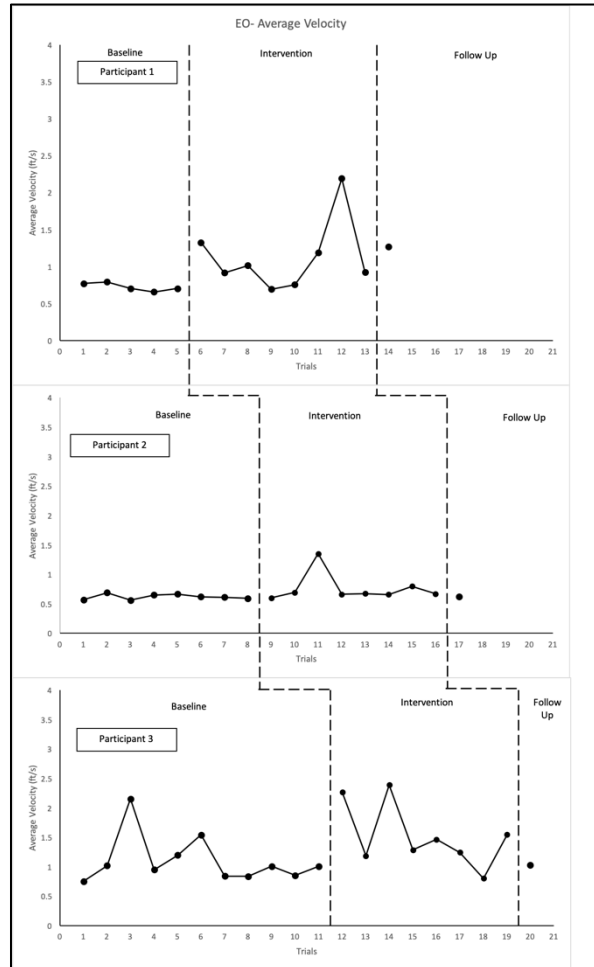 EO- Average Velocity
Baseline
Intervention
Follow Up
Participant 1
Average Velocity (ft/s)
4
3.5
3
2.5
2
1.5
1
0.5
0
0 1 2 3 4 5 6 7 8 9 10 11 12 13 14 15 16 17 18 19 20 21
Trials
Baseline
Intervention
Follow Up
Participant 2
Average Velocity (ft/s)
4
3.5
3
2.5
2
1.5
1
0.5
0
0 1 2 3 4 5 6 7 8 9 10 11 12 13 14 15 16 17 18 19 20 21
Trials
Baseline
Intervention
Follow
Up
Participant 3
Average Velocity (ft/s)
4
3.5
3
2.5
2
1.5
1
0.5
0
0 1 2 3 4 5 6 7 8 9 10 11 12 13 14 15 16 17 18 19 20 21
Trials